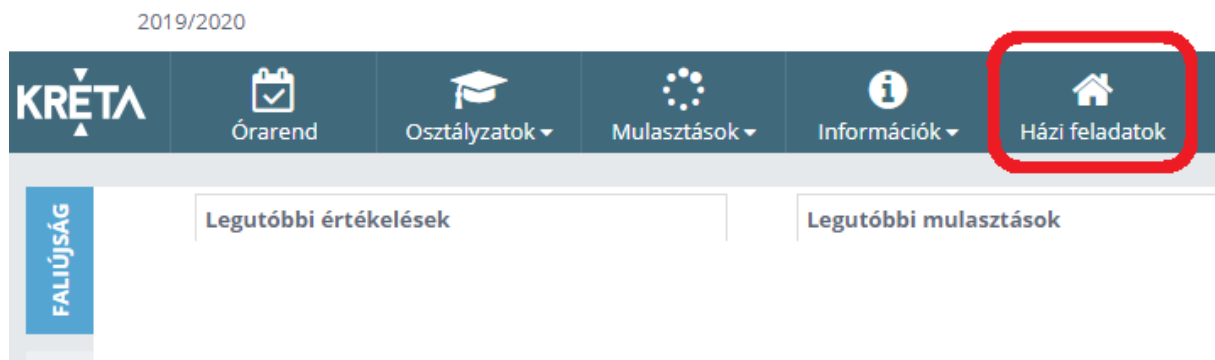 2019/2020
KRÉTA
Órarend
Osztályzatok
Mulasztások
Információk
Házi feladatok
FALIÚJSÁG
Legutóbbi értékelések
Legutóbbi mulasztások